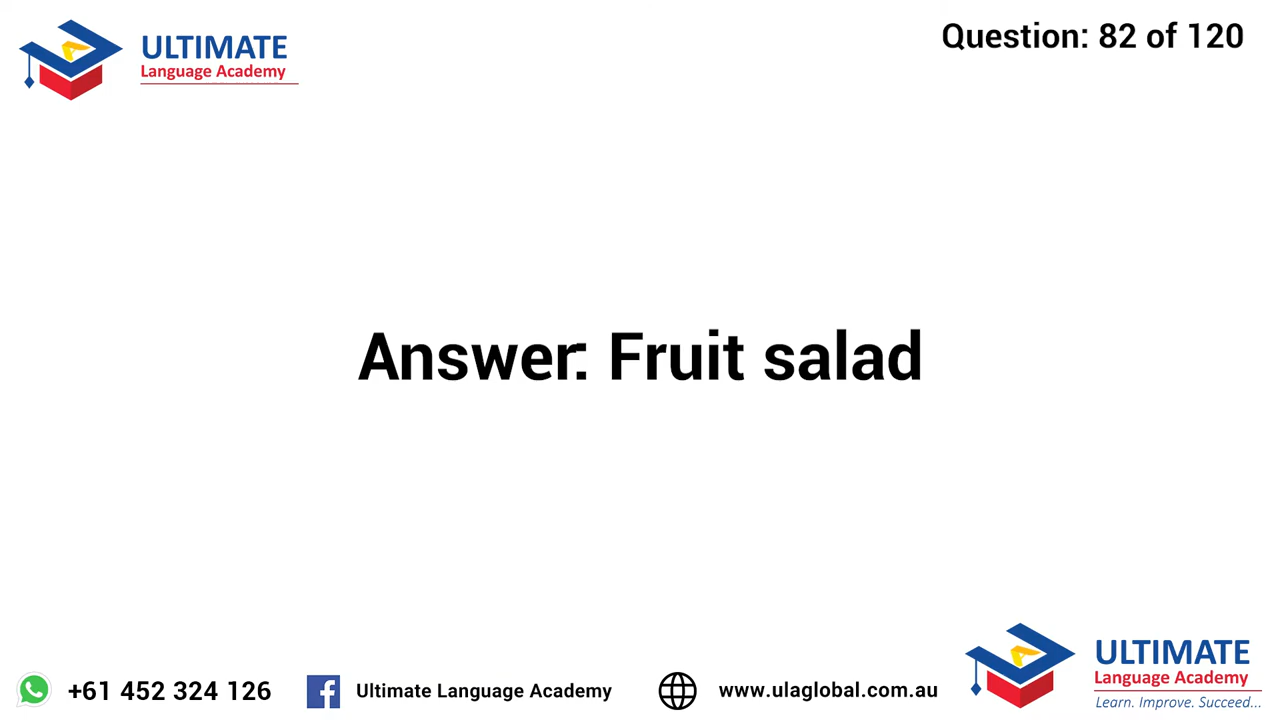 ULTIMATE
Language Academy
Question: 82 of 120
Answer: Fruit salad
+61 452 324 126
Ultimate Language Academy
www.ulaglobal.com.au
ULTIMATE
Language Academy
Learn. Improve. Succeed...